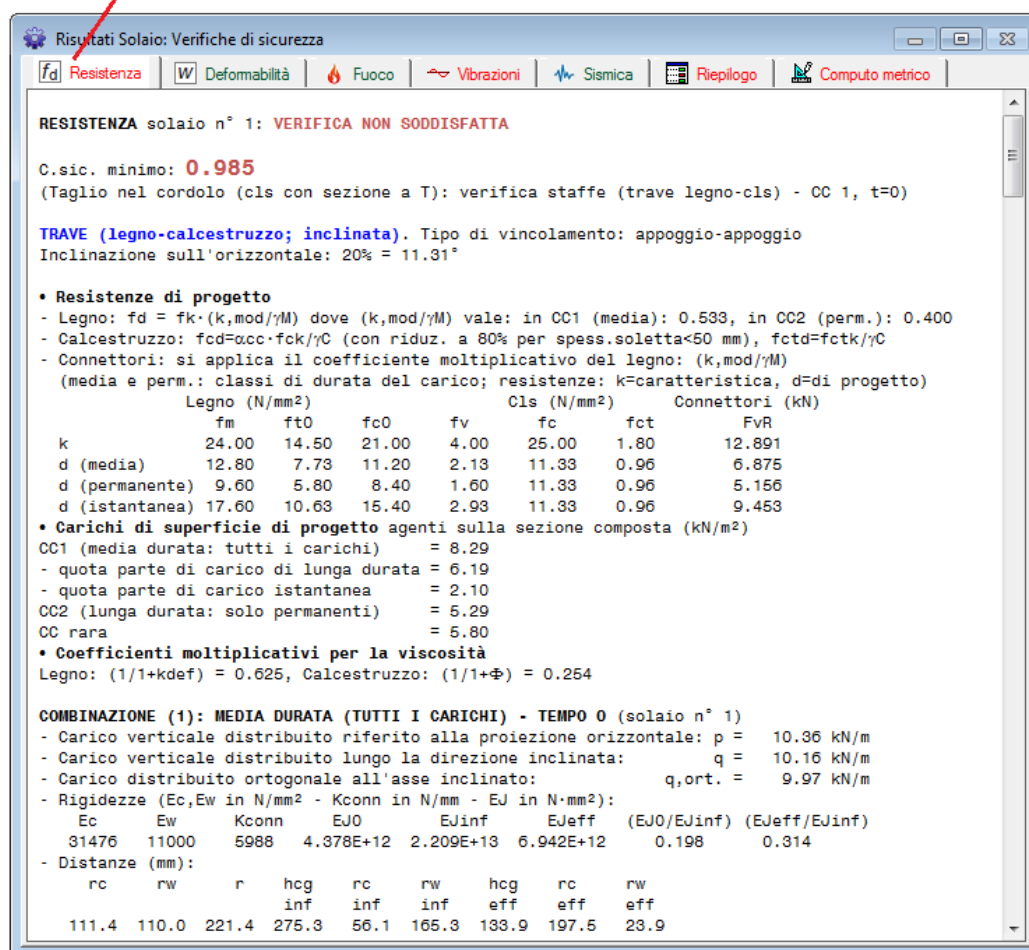 Risultati Solaio: Verifiche di sicurezza
fd Resistenza W Deformabilità Fuoco Vibrazioni Sismica Riepilogo Computo metrico
RESISTENZA solaio n° 1: VERIFICA NON SODDISFATTA
C.sic. minimo: 0.985
(Taglio nel cordolo (cls con sezione a T): verifica staffe (trave legno-cls) - CC 1, t=0)
TRAVE (legno-calcestruzzo; inclinata). Tipo di vincolamento: appoggio-appoggio
Inclinazione sull'orizzontale: 20% = 11.31°
• Resistenze di progetto
- Legno: fd = fk·(k,mod/γM) dove (k,mod/γM) vale: in CC1 (media): 0.533, in CC2 (perm.): 0.400
- Calcestruzzo: fcd=αcc·fck/γC (con riduz. a 80% per spess.soletta<50 mm), fctd=fctk/γC
- Connettori: si applica il coefficiente moltiplicativo del legno: (k,mod/γM)
(media e perm.: classi di durata del carico; resistenze: k=caratteristica, d=di progetto)
Legno (N/mm²) Cls (N/mm²) Connettori (kN)
fm ft0 fc0 fv fc fct FvR
k 24.00 14.50 21.00 4.00 25.00 1.80 12.891
d (media) 12.80 7.73 11.20 2.13 11.33 0.96 6.875
d (permanente) 9.60 5.80 8.40 1.60 11.33 0.96 5.156
d (istantanea) 17.60 10.63 15.40 2.93 11.33 0.96 9.453
• Carichi di superficie di progetto agenti sulla sezione composta (kN/m²)
CC1 (media durata: tutti i carichi) = 8.29
- quota parte di carico di lunga durata = 6.19
- quota parte di carico istantanea = 2.10
CC2 (lunga durata: solo permanenti) = 5.29
CC rara = 5.80
• Coefficienti moltiplicativi per la viscosità
Legno: (1/1+kdef) = 0.625, Calcestruzzo: (1/1+Φ) = 0.254
COMBINAZIONE (1): MEDIA DURATA (TUTTI I CARICHI) - TEMPO 0 (solaio n° 1)
- Carico verticale distribuito riferito alla proiezione orizzontale: p = 10.36 kN/m
- Carico verticale distribuito lungo la direzione inclinata: q = 10.16 kN/m
- Carico distribuito ortogonale all'asse inclinato: q,ort. = 9.97 kN/m
- Rigidezze (Ec,Ew in N/mm² - Kconn in N/mm - EJ in N·mm²):
Ec Ew Kconn EJ0 EJinf EJeff (EJ0/EJinf) (EJeff/EJinf)
31476 11000 5988 4.378E+12 2.209E+13 6.942E+12 0.198 0.314
- Distanze (mm):
rc rw r hcg rc rw hcg rc rw
inf inf inf eff eff eff
111.4 110.0 221.4 275.3 56.1 165.3 133.9 197.5 23.9